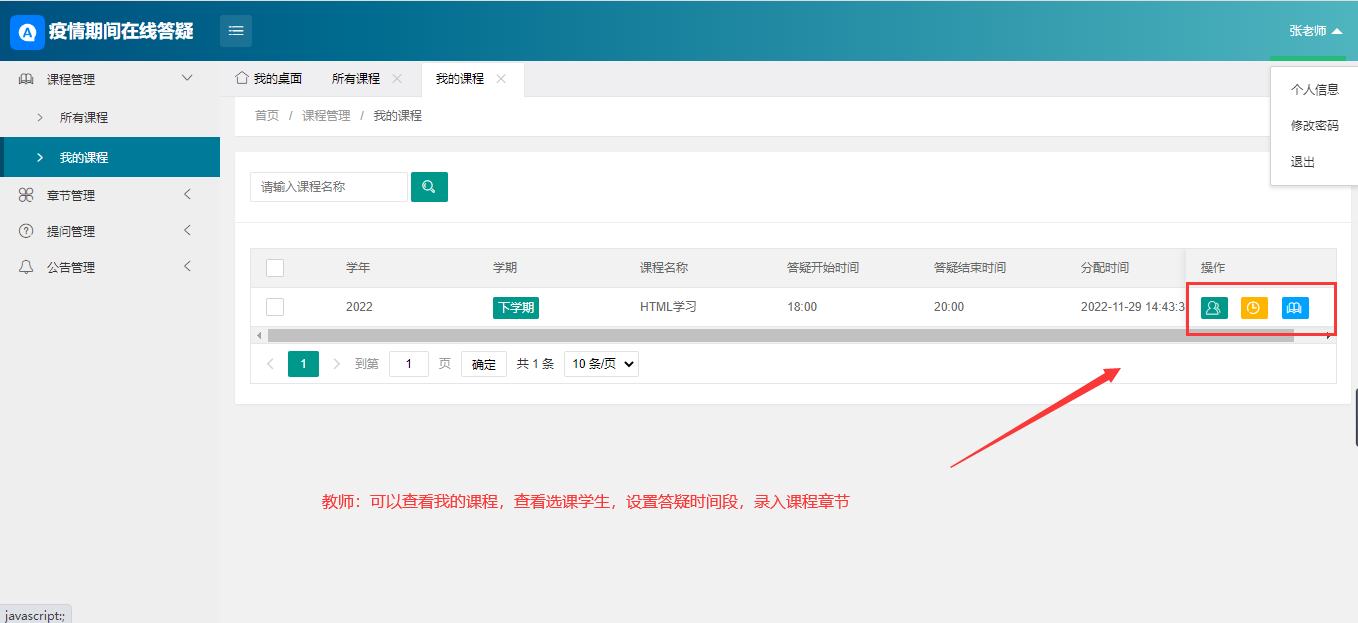 疫情期间在线答疑
张老师
课程管理
所有课程
我的课程
章节管理
提问管理
公告管理
我的桌面 所有课程 我的课程
个人信息
修改密码
退出
首页 / 课程管理 / 我的课程
请输入课程名称
学年 学期 课程名称 答疑开始时间 答疑结束时间 分配时间 操作
2022 下学期 HTML学习 18:00 20:00 2022-11-29 14:43:3
1 到第 1 页 确定 共 1 条 10 条/页
教师：可以查看我的课程，查看选课学生，设置答疑时间段，录入课程章节
javascript:;